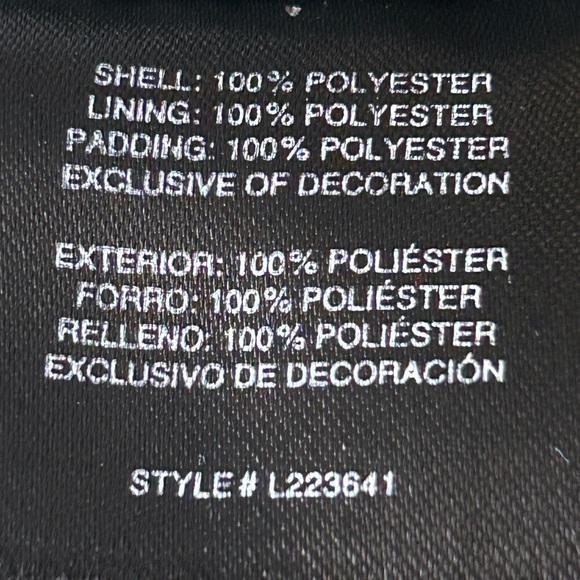 SHELL: 100% POLYESTER
LINING: 100% POLYESTER
PADDING: 100% POLYESTER
EXCLUSIVE OF DECORATION
EXTERIOR: 100% POLIÉSTER
FORRO: 100% POLIÉSTER
RELLENO: 100% POLIÉSTER
EXCLUSIVO DE DECORACIÓN
STYLE# L223641